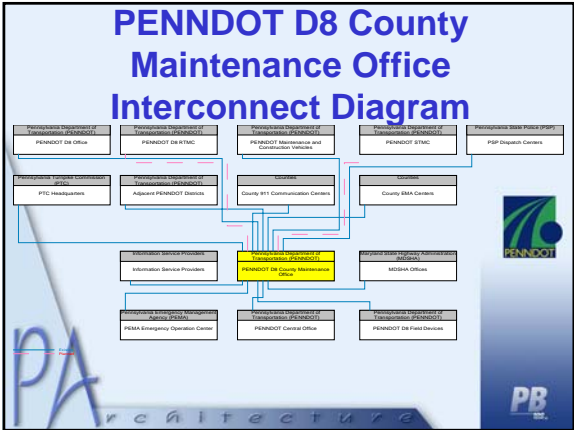 PENNDOT D8 County
Maintenance Office
Interconnect Diagram
Pennsylvania Department of
Transportation (PENNDOT)
PENNDOT D8 Office
Pennsylvania Department of
Transportation (PENNDOT)
PENNDOT D8 RTMC
Pennsylvania Department of
Transportation (PENNDOT)
PENNDOT Maintenance and
Construction Vehicles
Pennsylvania Department of
Transportation (PENNDOT)
PENNDOT STMC
Pennsylvania State Police (PSP)
PSP Dispatch Centers
Pennsylvania Turnpike Commission
(PTC)
PTC Headquarters
Pennsylvania Department of
Transportation (PENNDOT)
Adjacent PENNDOT Districts
Counties
County 911 Communication Centers
Counties
County EMA Centers
PENNDOT
Information Service Providers
Information Service Providers
Pennsylvania Department of
Transportation (PENNDOT)
PENNDOT D8 County Maintenance
Office
Maryland State Highway Administration
(MDSHA)
MDSHA Offices
Pennsylvania Emergency Management
Agency (PEMA)
PEMA Emergency Operation Center
Pennsylvania Department of
Transportation (PENNDOT)
PENNDOT Central Office
Pennsylvania Department of
Transportation (PENNDOT)
PENNDOT D8 Field Devices
PA
rchitecture
PB